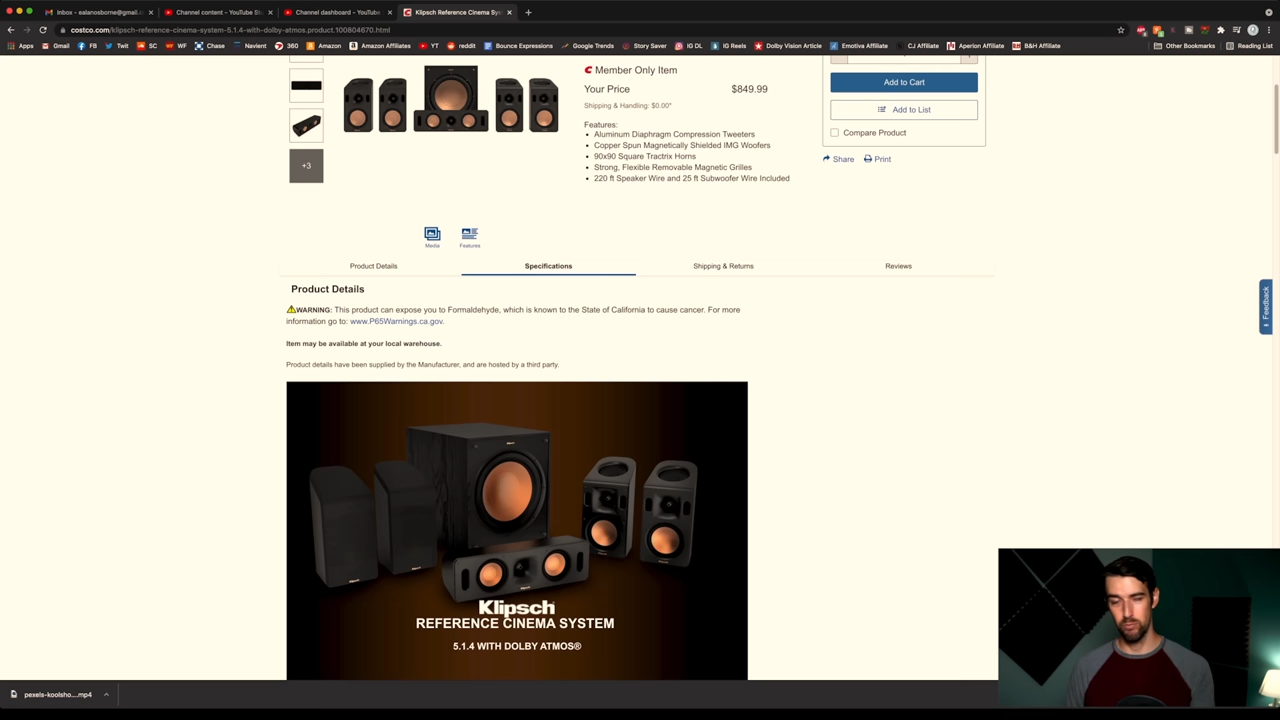 Inbox - ealanosborne@gmail.c
Channel content - YouTube St
Channel dashboard - YouTube
Klipsch Reference Cinema Sys
costco.com/klipsch-reference-cinema-system-5.1.4-with-dolby-atmos.product.100804670.html
Apps
Gmail
FB
Twit
SC
WF
Chase
Navient
360
Amazon
Amazon Affiliates
YT
reddit
Bounce Expressions
Google Trends
Story Saver
IG DL
IG Reels
Dolby Vision Article
Emotiva Affiliate
CJ Affiliate
Aperion Affiliate
B&H Affiliate
Other Bookmarks
Reading List
Member Only Item
Your Price $849.99
Shipping & Handling: $0.00*
Features:
• Aluminum Diaphragm Compression Tweeters
• Copper Spun Magnetically Shielded IMG Woofers
• 90x90 Square Tractrix Horns
• Strong, Flexible Removable Magnetic Grilles
• 220 ft Speaker Wire and 25 ft Subwoofer Wire Included
+3
Add to Cart
Add to List
Compare Product
Share Print
Media Features
Product Details Specifications Shipping & Returns Reviews
Product Details
WARNING: This product can expose you to Formaldehyde, which is known to the State of California to cause cancer. For more
information go to: www.P65Warnings.ca.gov.
Item may be available at your local warehouse.
Product details have been supplied by the Manufacturer, and are hosted by a third party.
Feedback
Klipsch
REFERENCE CINEMA SYSTEM
5.1.4 WITH DOLBY ATMOS®
pexels-koolsho....mp4